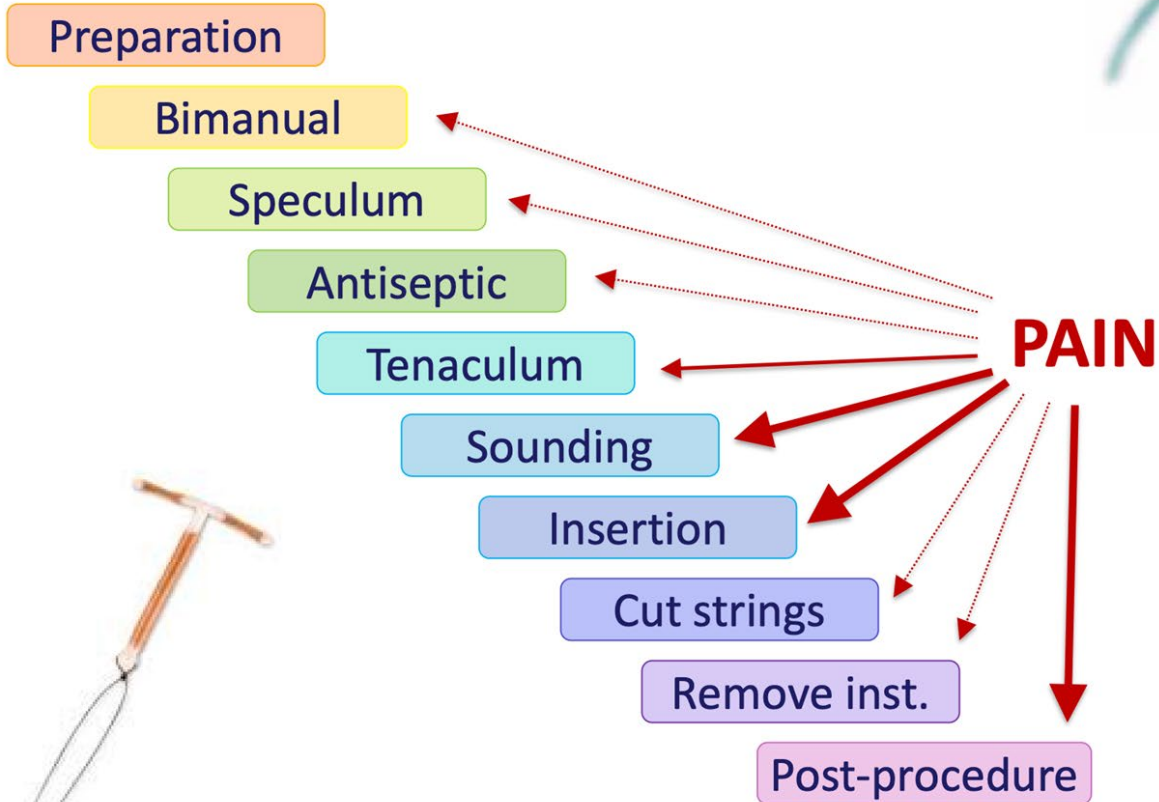 Preparation
Bimanual
Speculum
Antiseptic
Tenaculum
Sounding
Insertion
Cut strings
Remove inst.
Post-procedure
PAIN